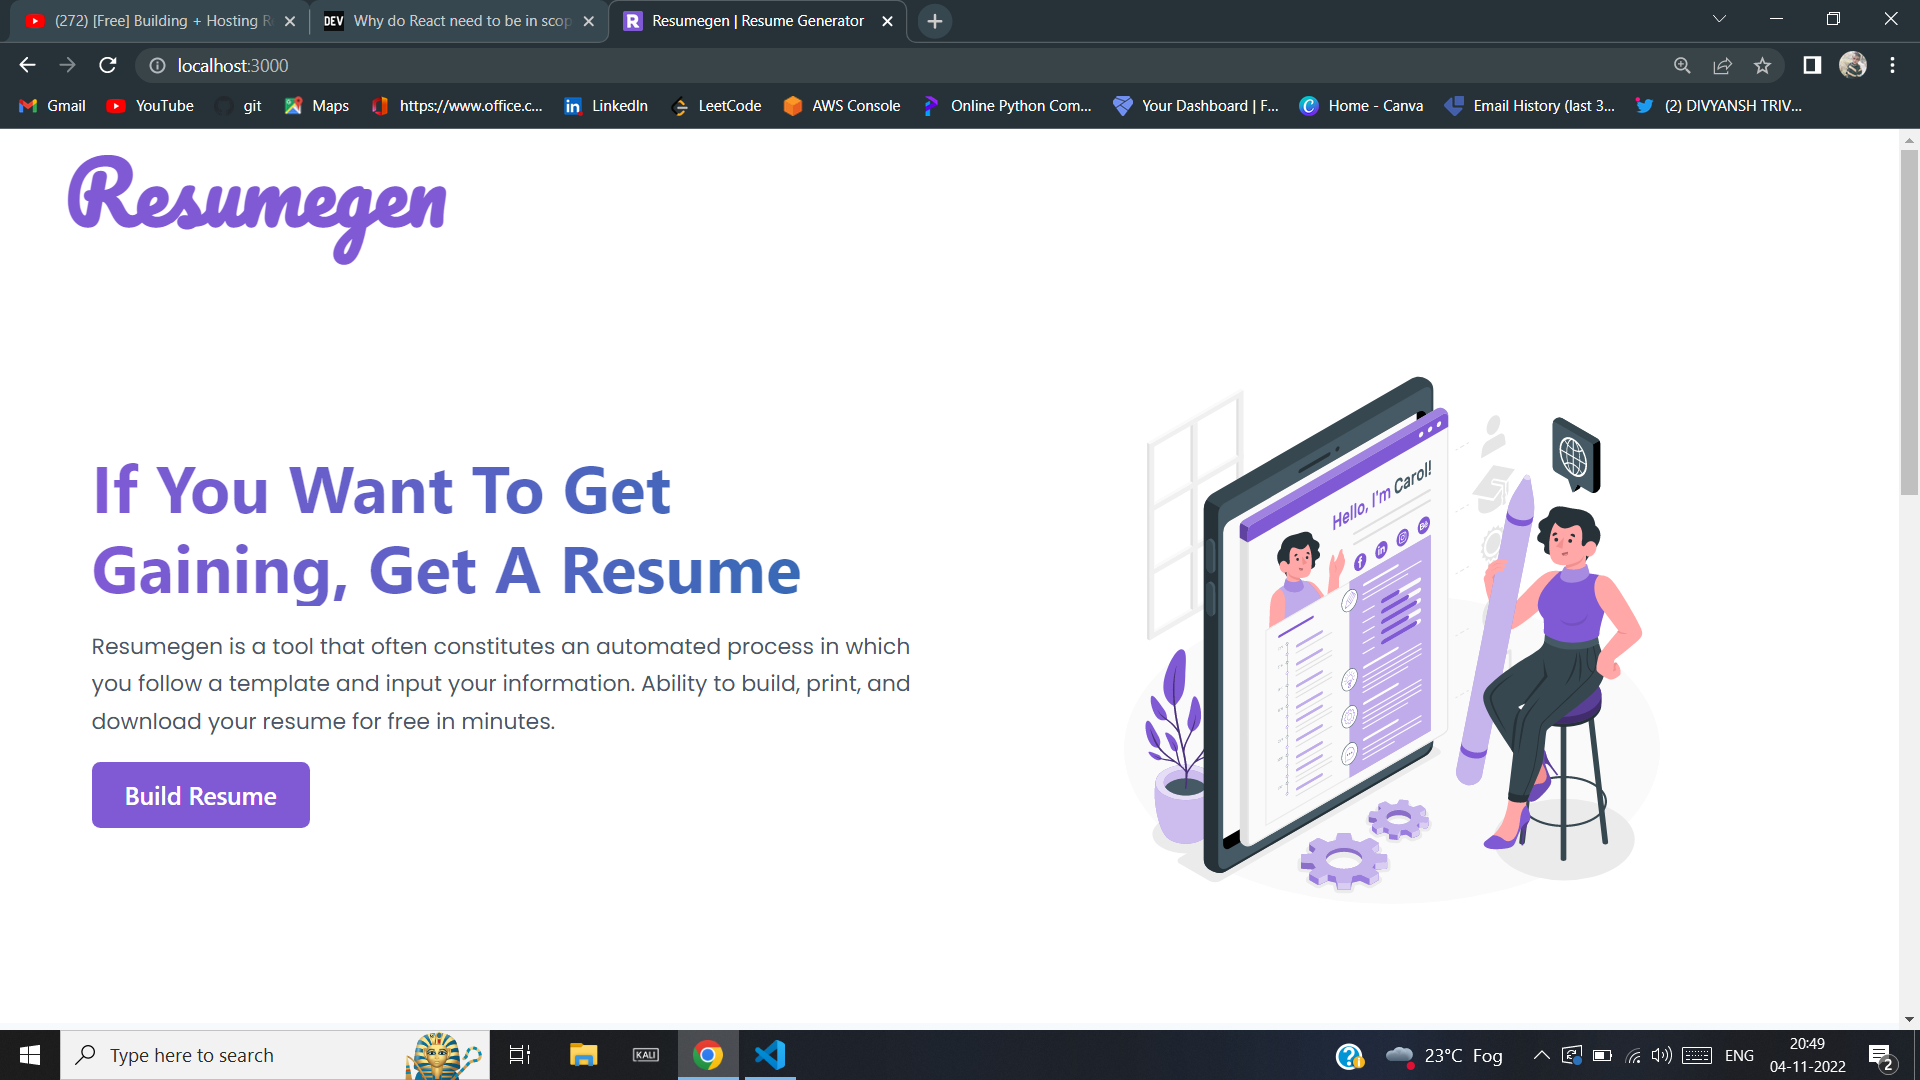 (272) [Free] Building + Hosting R
DEV Why do React need to be in scop
R Resumegen | Resume Generator
localhost:3000
Gmail YouTube git Maps https://www.office.c... LinkedIn LeetCode AWS Console Online Python Com... Your Dashboard | F... Home - Canva Email History (last 3... (2) DIVYANSH TRIV...
Resumegen
If You Want To Get
Gaining, Get A Resume
Resumegen is a tool that often constitutes an automated process in which
you follow a template and input your information. Ability to build, print, and
download your resume for free in minutes.
Build Resume
Hello, I'm Carol!
Type here to search
KALI
23°C Fog
ENG
20:49
04-11-2022
2